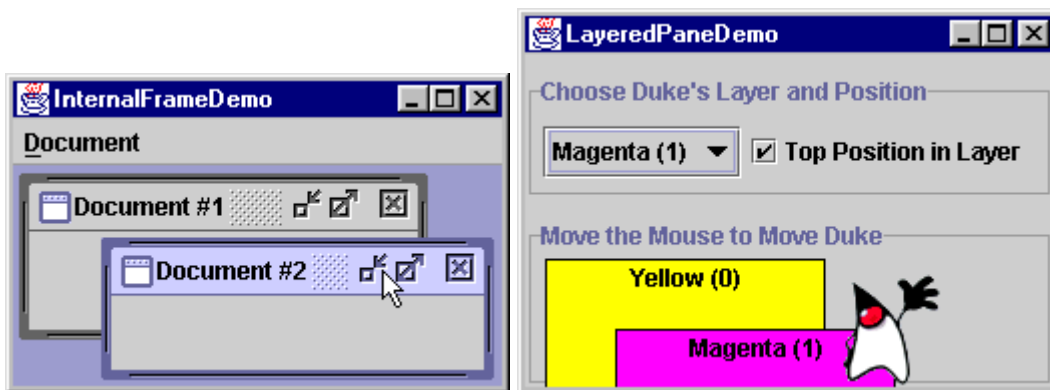 InternalFrameDemo
Document
Document #1
Document #2
LayeredPaneDemo
Choose Duke's Layer and Position
Magenta (1)
Top Position in Layer
Move the Mouse to Move Duke
Yellow (0)
Magenta (1)